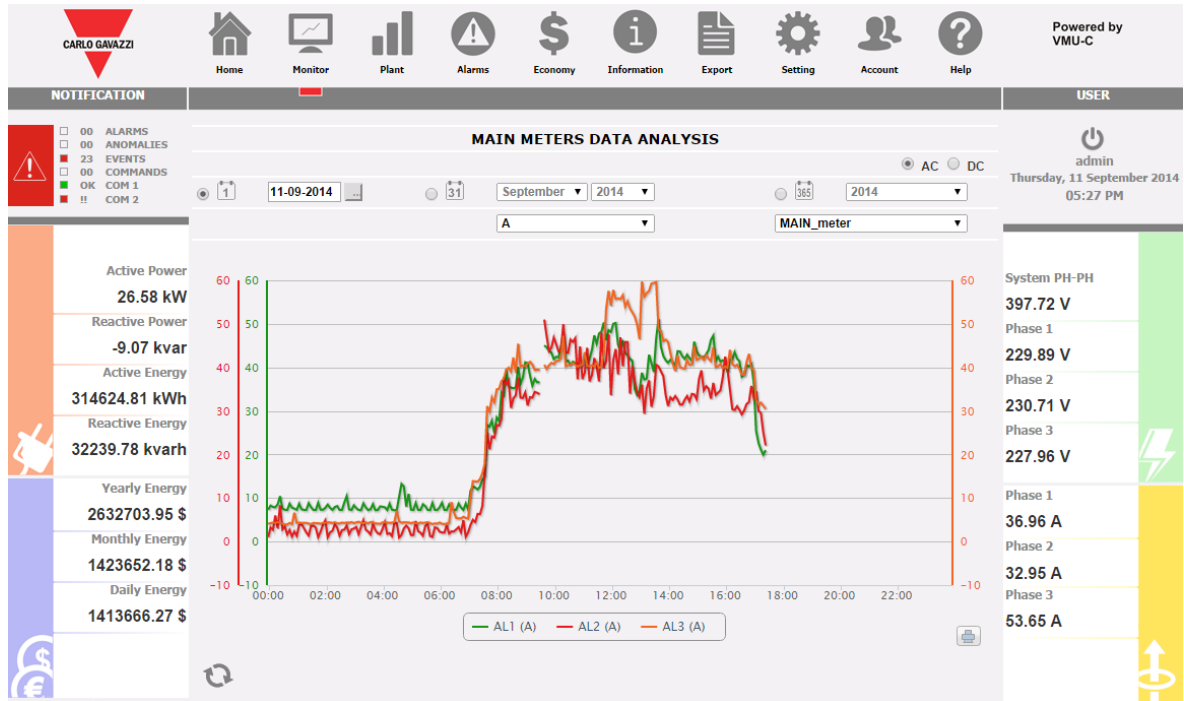 CARLO GAVAZZI
Home
Monitor
Plant
Alarms
Economy
Information
Export
Setting
Account
Help
Powered by
VMU-C
NOTIFICATION
USER
00 ALARMS
00 ANOMALIES
23 EVENTS
00 COMMANDS
OK COM 1
!! COM 2
MAIN METERS DATA ANALYSIS
AC DC
1 11-09-2014 ... 31 September 2014 365 2014
A MAIN_meter
admin
Thursday, 11 September 2014
05:27 PM
Active Power
26.58 kW
Reactive Power
-9.07 kvar
Active Energy
314624.81 kWh
Reactive Energy
32239.78 kvarh
Yearly Energy
2632703.95 $
Monthly Energy
1423652.18 $
Daily Energy
1413666.27 $
$
€
60 60 60
50 50 50
40 40 40
30 30 30
20 20 20
10 10 10
0 0 0
-10 -10 -10
00:00 02:00 04:00 06:00 08:00 10:00 12:00 14:00 16:00 18:00 20:00 22:00
AL1 (A) AL2 (A) AL3 (A)
System PH-PH
397.72 V
Phase 1
229.89 V
Phase 2
230.71 V
Phase 3
227.96 V
Phase 1
36.96 A
Phase 2
32.95 A
Phase 3
53.65 A